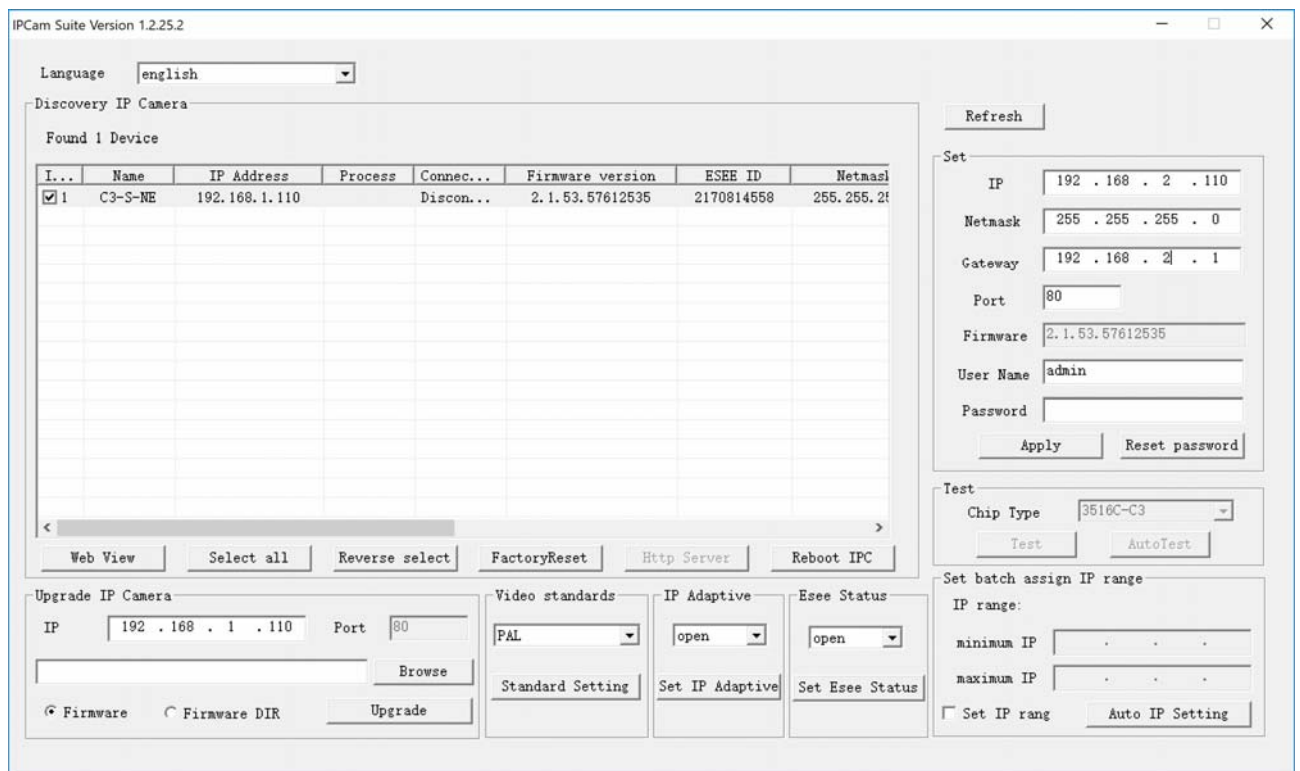 IPCam Suite Version 1.2.25.2
Language english
Discovery IP Camera
Found 1 Device
I... Name IP Address Process Connec... Firmware version ESEE ID Netmask
1 C3-S-NE 192.168.1.110 Discon... 2.1.53.57612535 2170814558 255.255.25
Web View Select all Reverse select FactoryReset Http Server Reboot IPC
Refresh
Set
IP 192 . 168 . 2 . 110
Netmask 255 . 255 . 255 . 0
Gateway 192 . 168 . 2 . 1
Port 80
Firmware 2.1.53.57612535
User Name admin
Password
Apply Reset password
Test
Chip Type 3516C-C3
Test AutoTest
Upgrade IP Camera
IP 192 . 168 . 1 . 110 Port 80
Browse
Firmware Firmware DIR Upgrade
Video standards
PAL
Standard Setting
IP Adaptive
open
Set IP Adaptive
Esee Status
open
Set Esee Status
Set batch assign IP range
IP range:
minimum IP . . .
maximum IP . . .
Set IP rang Auto IP Setting